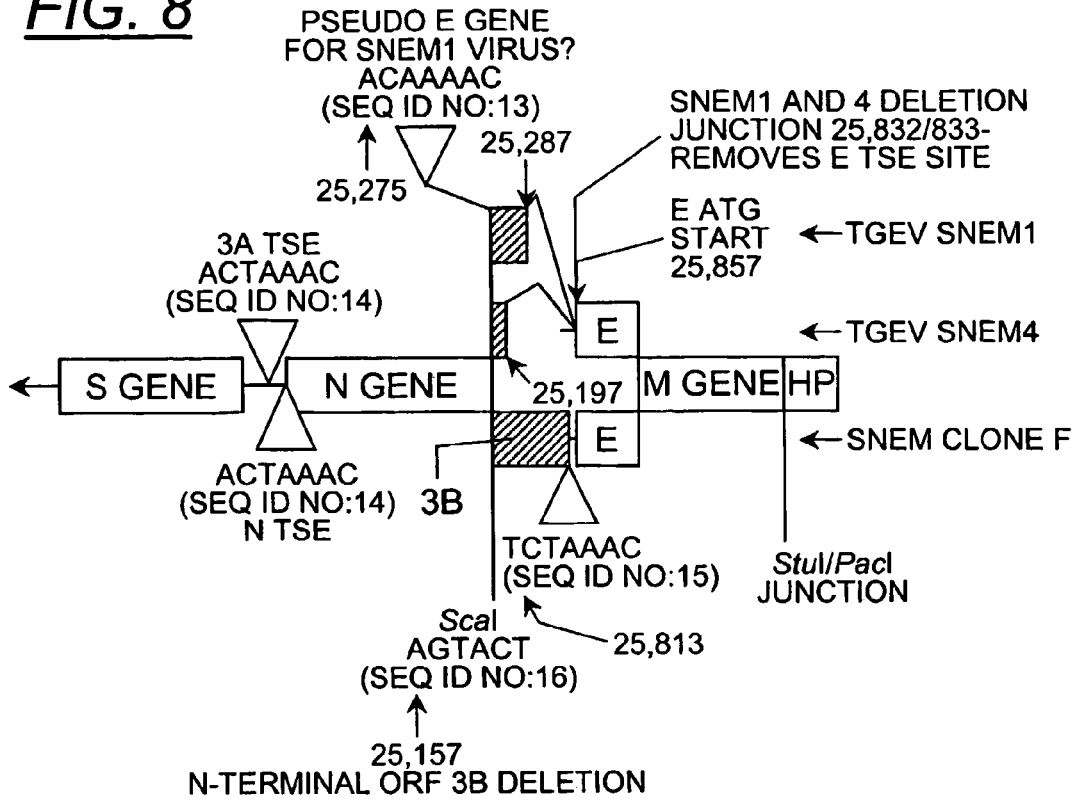 FIG. 8
PSEUDO E GENE
FOR SNEM1 VIRUS?
ACAAAAC
(SEQ ID NO:13)
25,275
25,287
SNEM1 AND 4 DELETION
JUNCTION 25,832/833-
REMOVES E TSE SITE
E ATG
START
25,857
TGEV SNEM1
3A TSE
ACTAAAC
(SEQ ID NO:14)
E
TGEV SNEM4
S GENE
N GENE
25,197
M GENE
HP
E
SNEM CLONE F
ACTAAAC
(SEQ ID NO:14)
N TSE
3B
TCTAAAC
(SEQ ID NO:15)
StuI/PacI
JUNCTION
25,813
ScaI
AGTACT
(SEQ ID NO:16)
25,157
N-TERMINAL ORF 3B DELETION